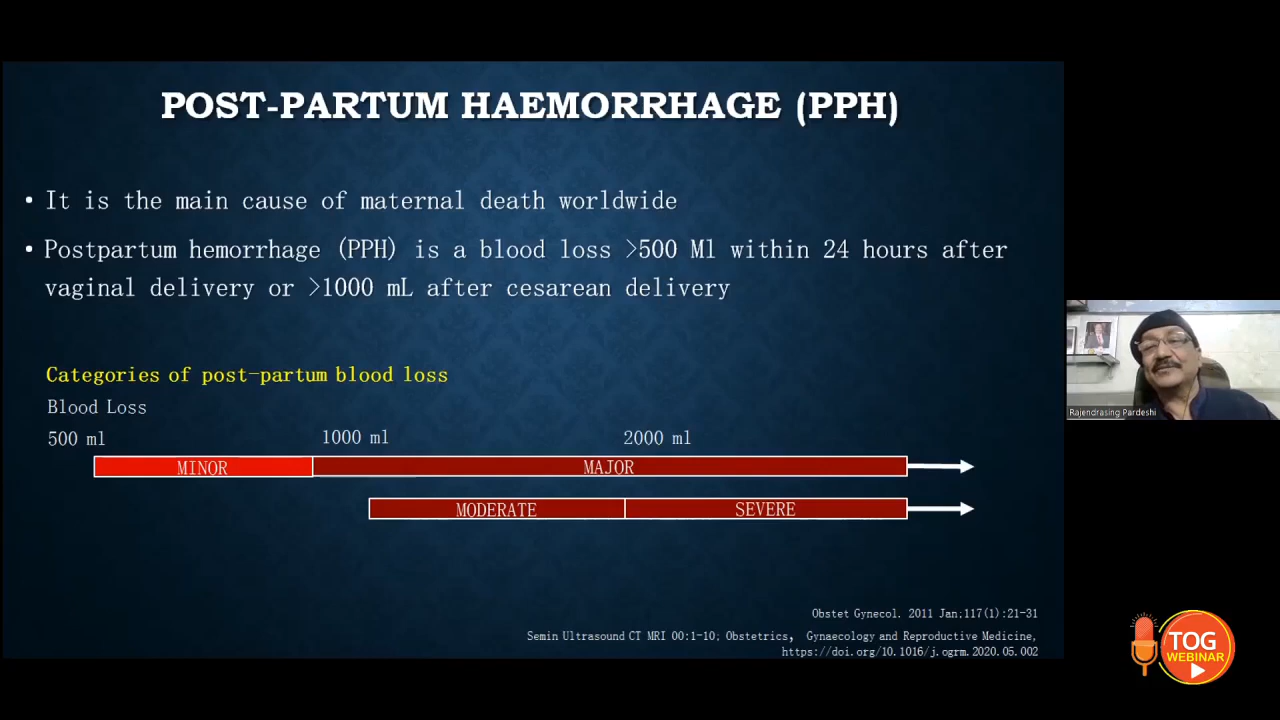 POST-PARTUM HAEMORRHAGE (PPH)
• It is the main cause of maternal death worldwide
• Postpartum hemorrhage (PPH) is a blood loss >500 Ml within 24 hours after
vaginal delivery or >1000 mL after cesarean delivery
Categories of post-partum blood loss
Blood Loss
500 ml 1000 ml 2000 ml
MINOR MAJOR
MODERATE SEVERE
Obstet Gynecol. 2011 Jan;117(1):21-31
Semin Ultrasound CT MRI 00:1-10; Obstetrics, Gynaecology and Reproductive Medicine,
https://doi.org/10.1016/j.ogrm.2020.05.002
Rajendrasing Pardeshi
TOG
WEBINAR